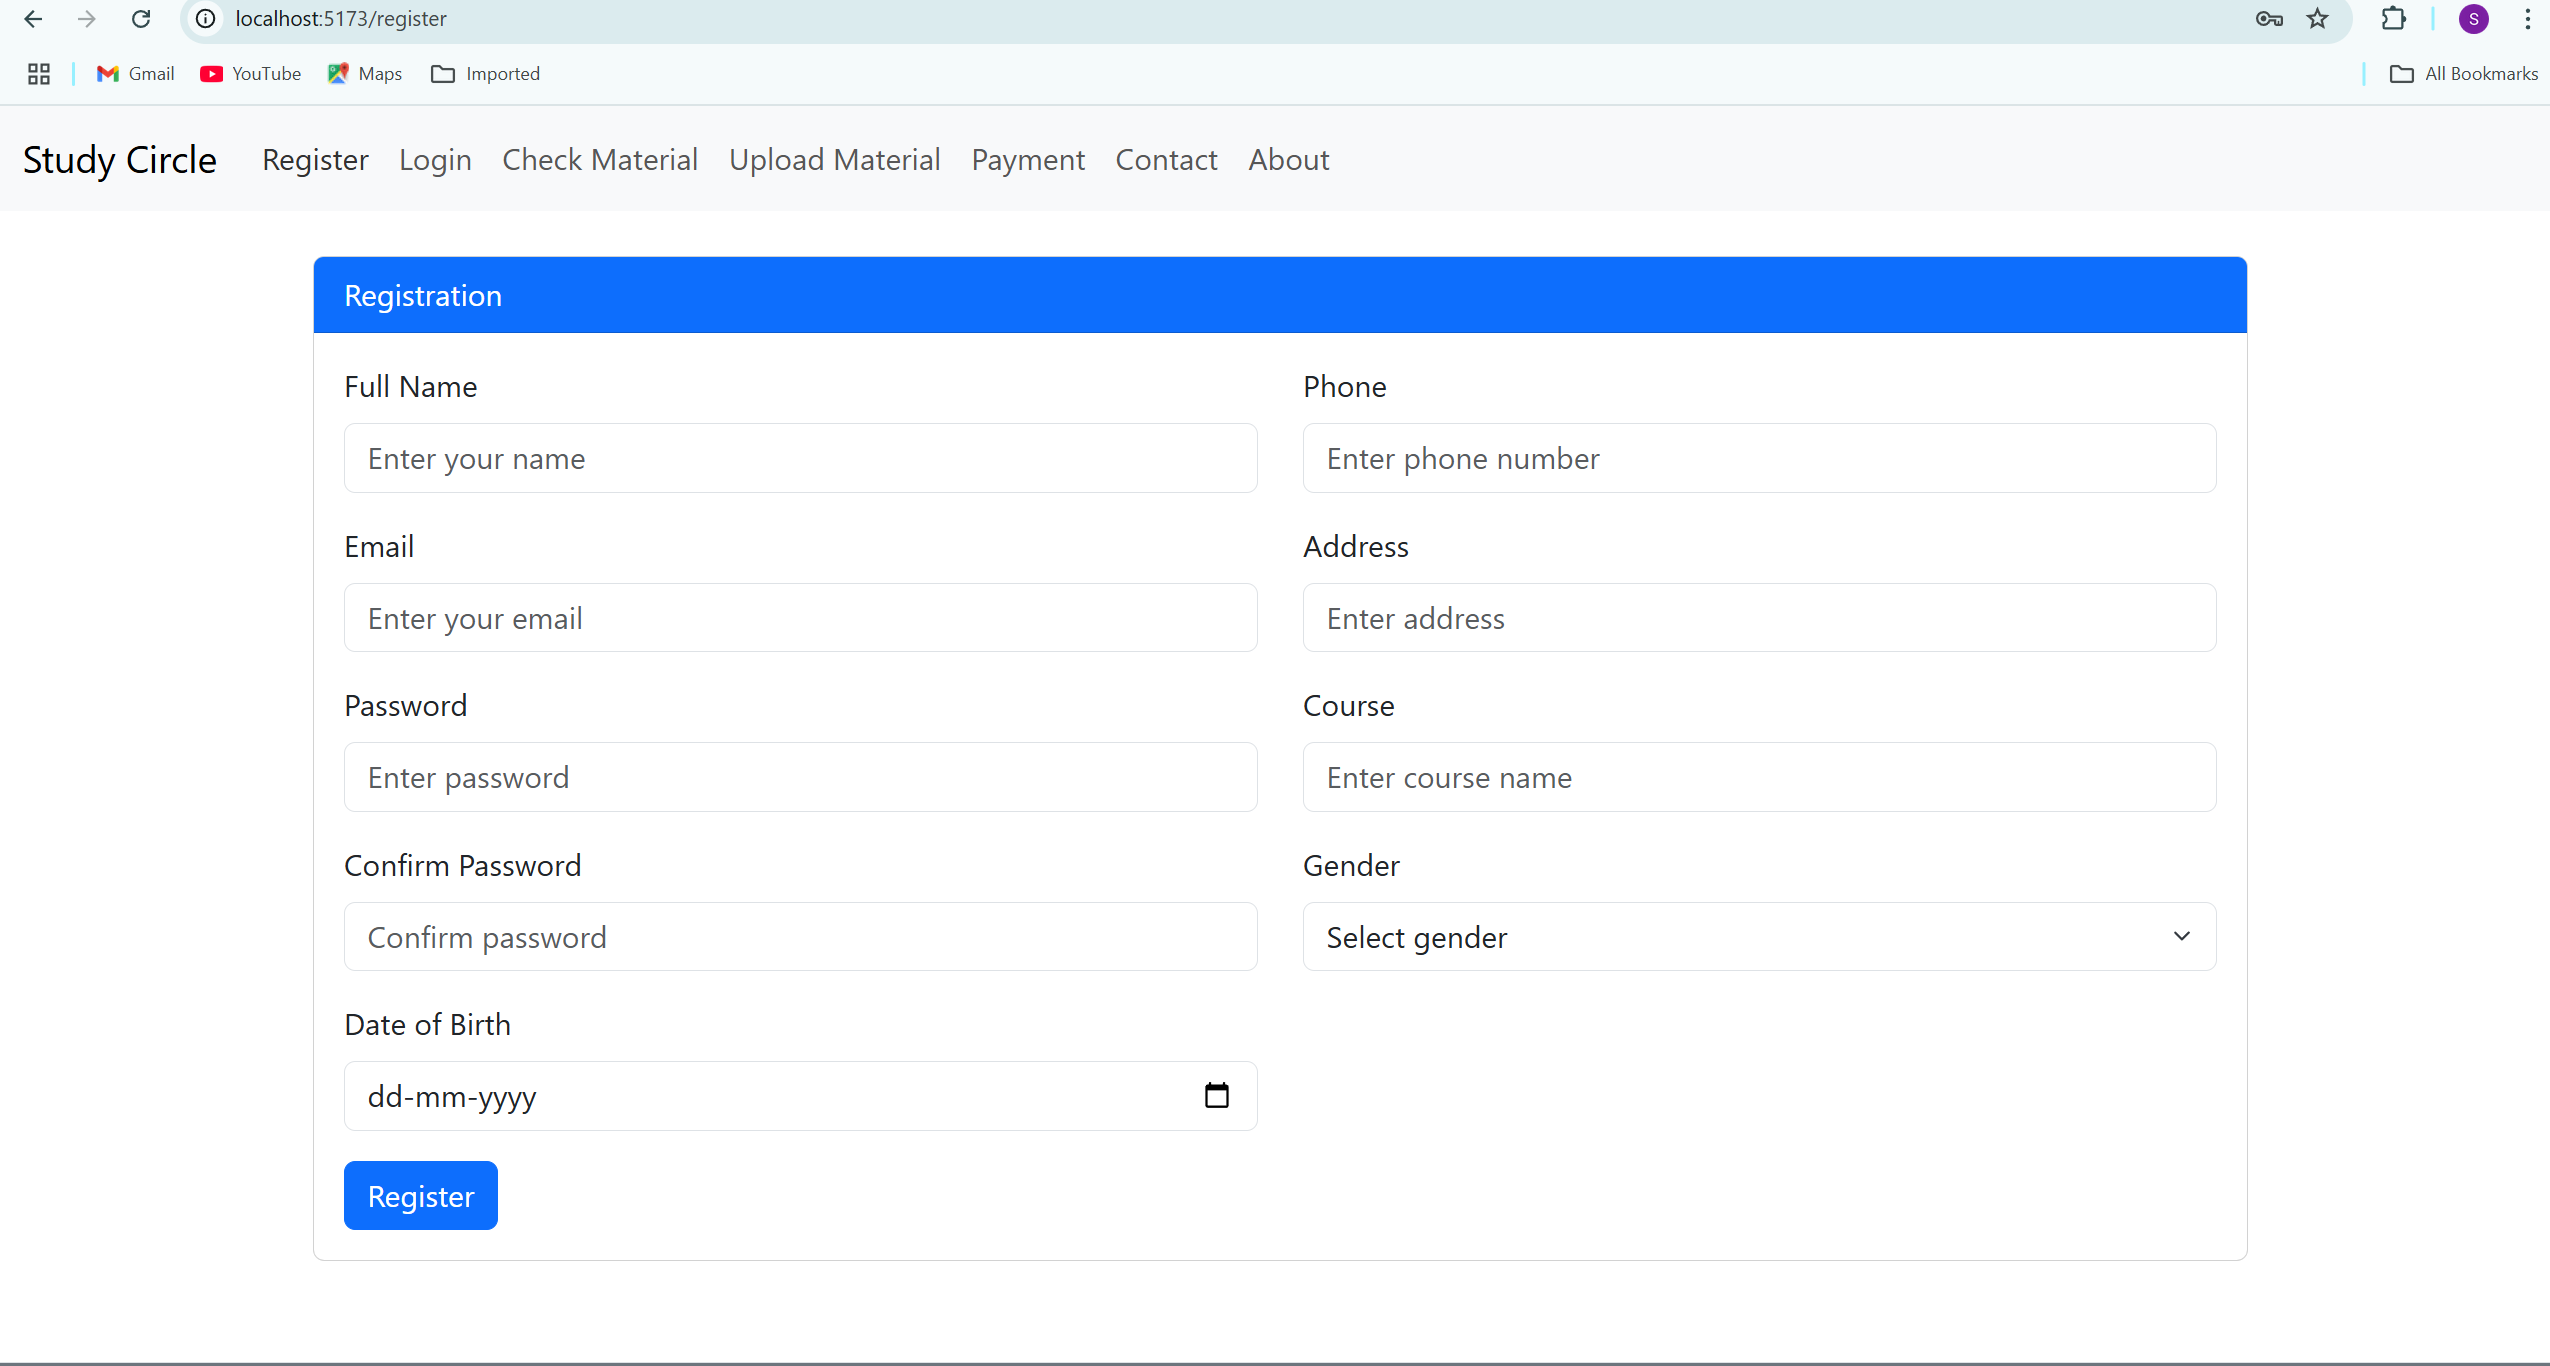 localhost:5173/register
S
Gmail YouTube Maps Imported All Bookmarks
Study Circle Register Login Check Material Upload Material Payment Contact About
Registration
Full Name Phone
Enter your name Enter phone number
Email Address
Enter your email Enter address
Password Course
Enter password Enter course name
Confirm Password Gender
Confirm password Select gender
Date of Birth
dd-mm-yyyy
Register